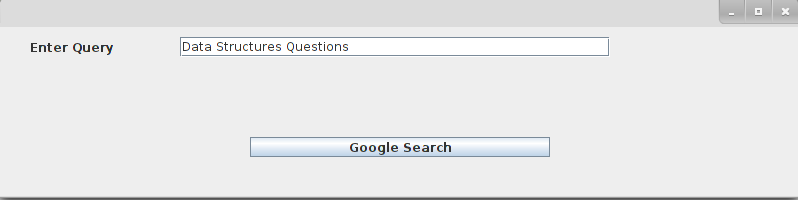 Enter Query Data Structures Questions
Google Search